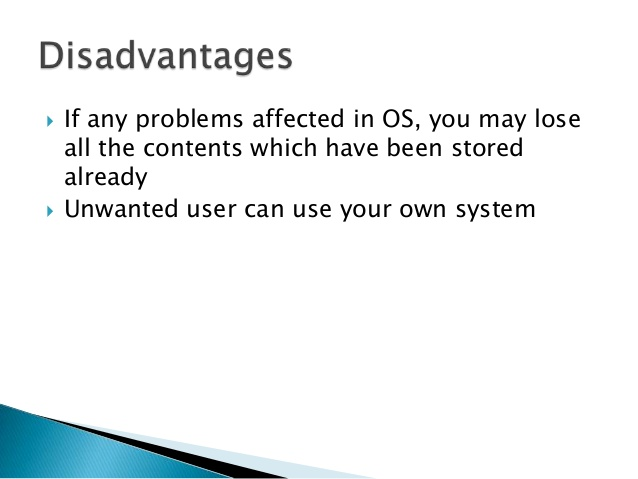 Disadvantages
If any problems affected in OS, you may lose
all the contents which have been stored
already
Unwanted user can use your own system